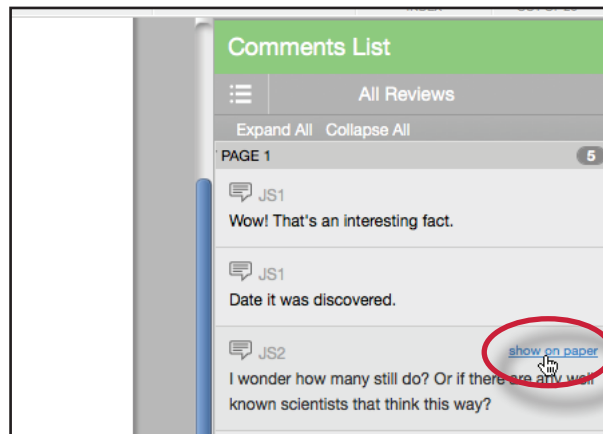 Comments List
All Reviews
Expand All Collapse All
PAGE 1 5
JS1
Wow! That's an interesting fact.
JS1
Date it was discovered.
JS2 show on paper
I wonder how many still do? Or if there are any well
known scientists that think this way?